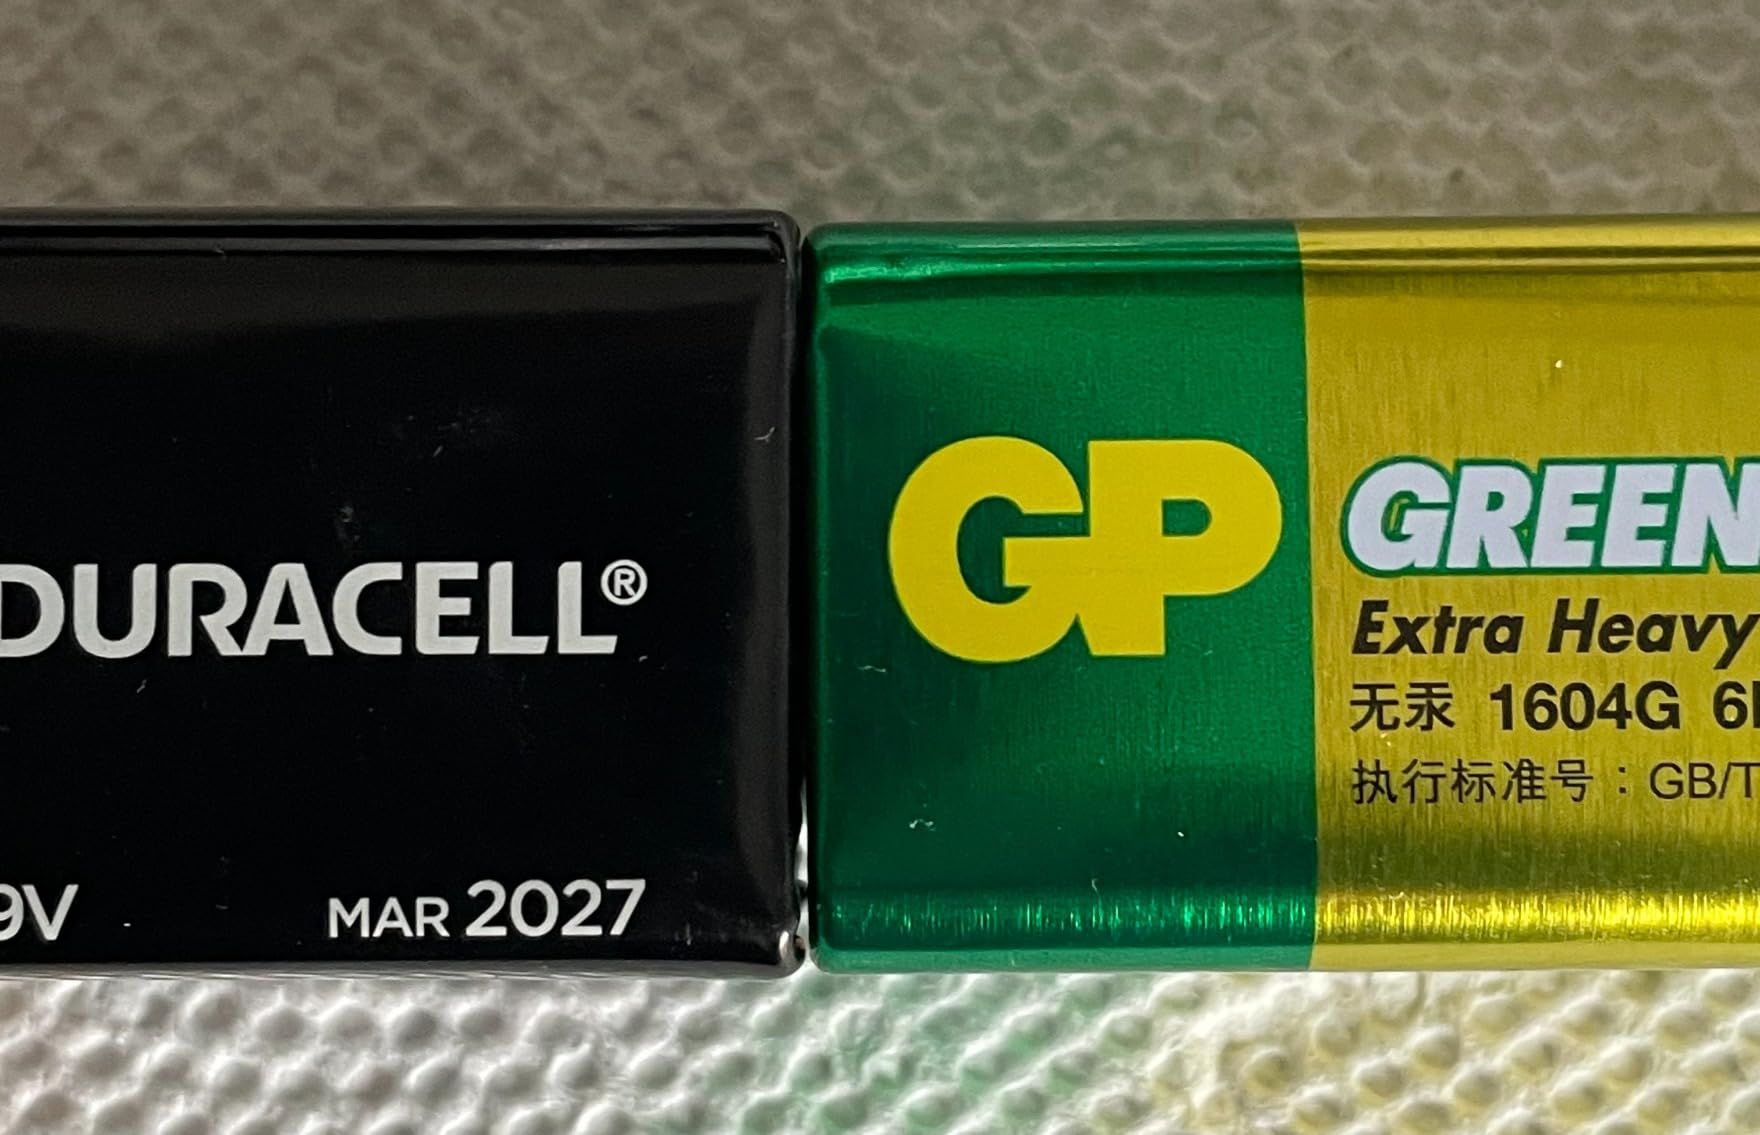 DURACELL®
9V MAR 2027
GP
GREEN
Extra Heavy
无汞 1604G
执行标准号：GB/T